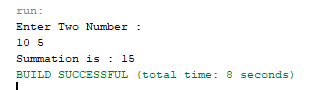 run:
Enter Two Number :
10 5
Summation is : 15
BUILD SUCCESSFUL (total time: 8 seconds)